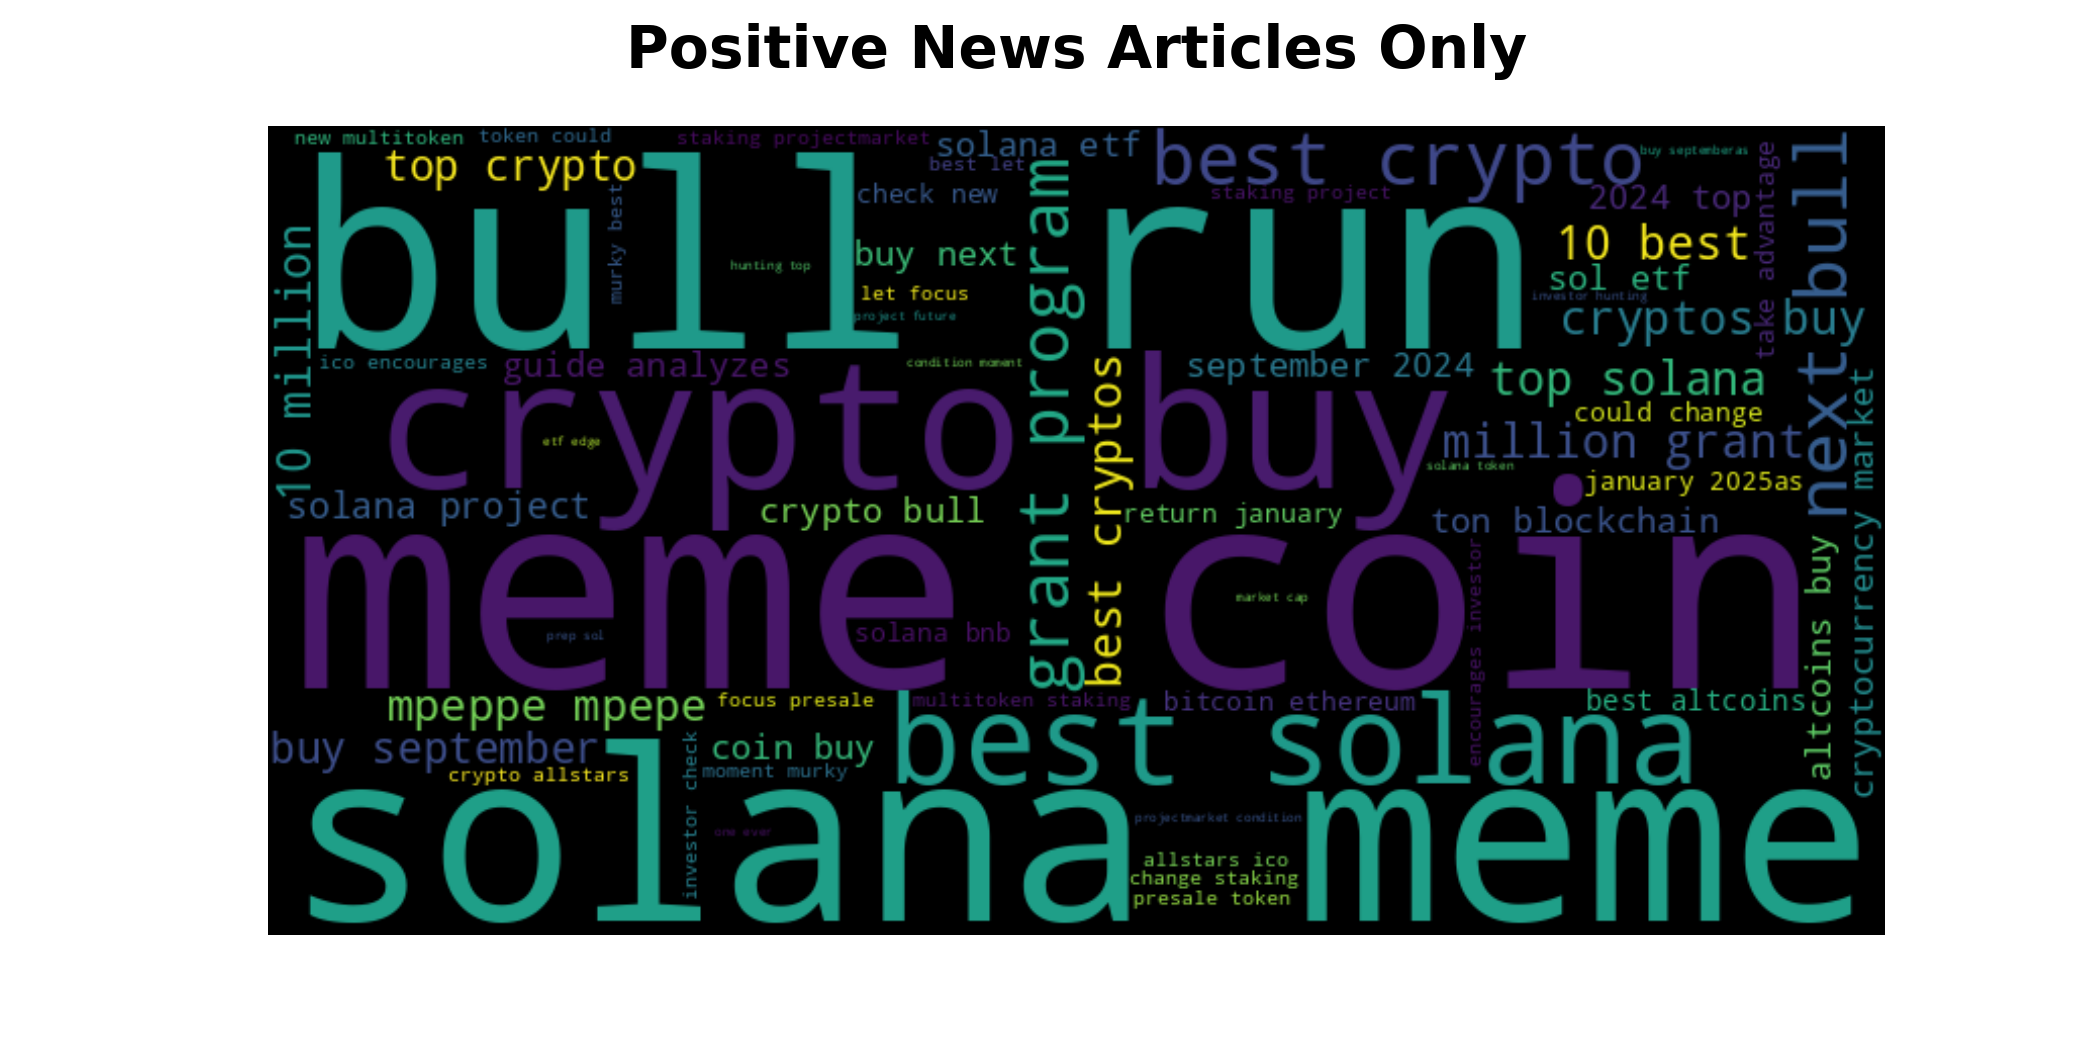 Positive News Articles Only
new multitoken
token could
staking projectmarket
solana etf
best crypto
buy septemberas
top crypto
best let
staking project
2024 top
take advantage
next bull
murky best
check new
bull run
10 best
buy next
hunting top
sol etf
let focus
investor hunting
project future
cryptos buy
10 million
grant program
ico encourages
guide analyzes
condition moment
september 2024
top solana
best cryptos
could change
crypto buy
etf edge
million grant
solana token
january 2025as
cryptocurrency market
solana project
crypto bull
return january
ton blockchain
meme coin
altcoins buy
encourages investor
market cap
prep sol
solana bnb
mpeppe mpepe
focus presale
multitoken staking
bitcoin ethereum
best altcoins
buy september
coin buy
best solana
crypto allstars
moment murky
investor check
solana meme
projectmarket condition
one ever
allstars ico
change staking
presale token